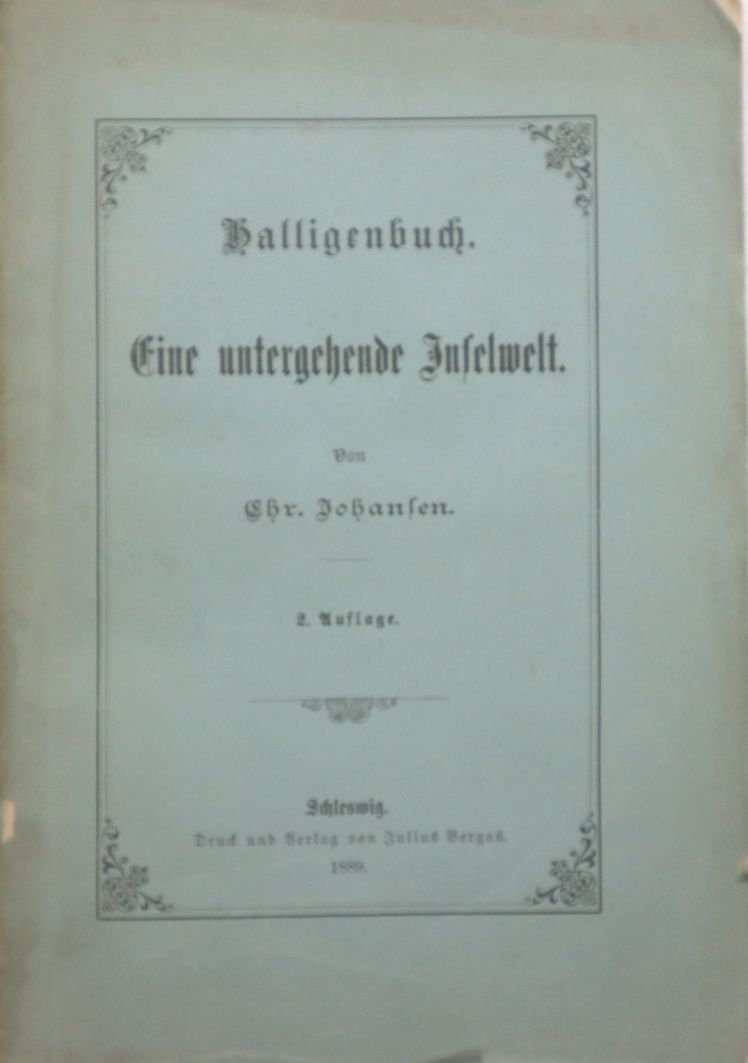 Halligenbuch.
Eine untergehende Inselwelt.
Von
Chr. Johansen.
2. Auflage.
Schleswig.
Druck und Verlag von Julius Bergas.
1889.